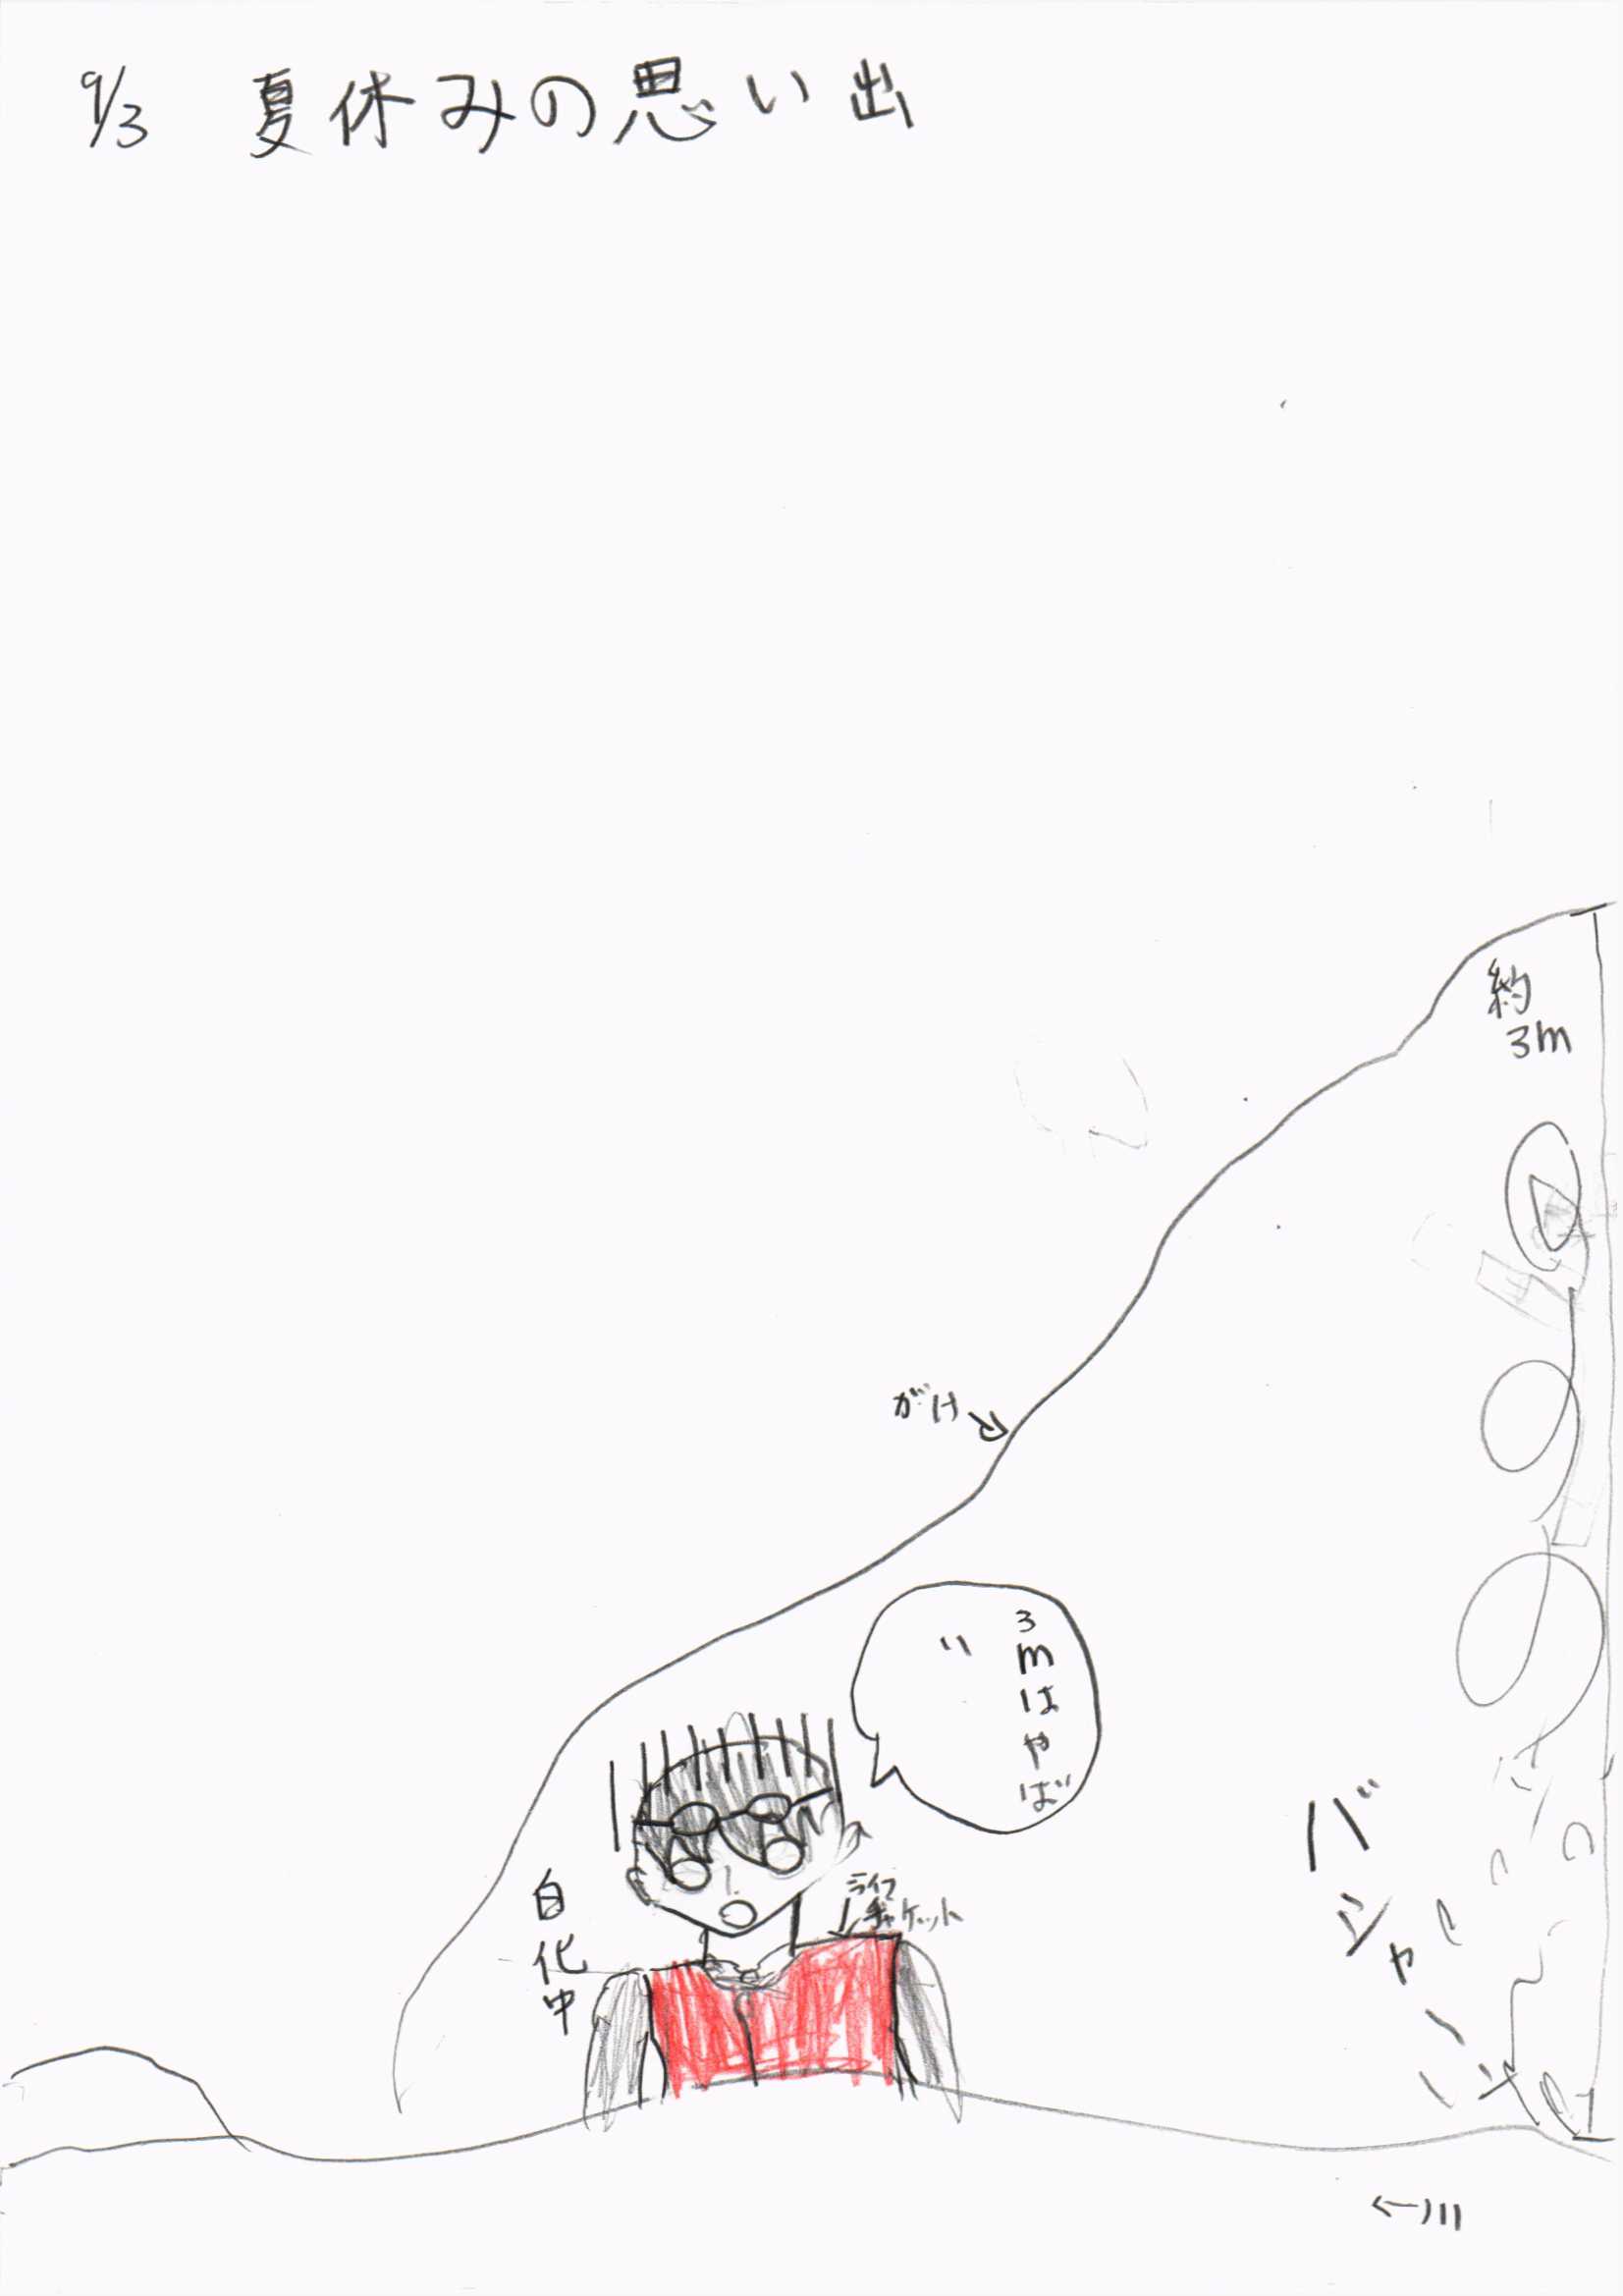 9/3 夏休みの思い出
約
3m
がけ
3mはやば
い
ライフ
ジャケット
白化中
バシャーン
←川